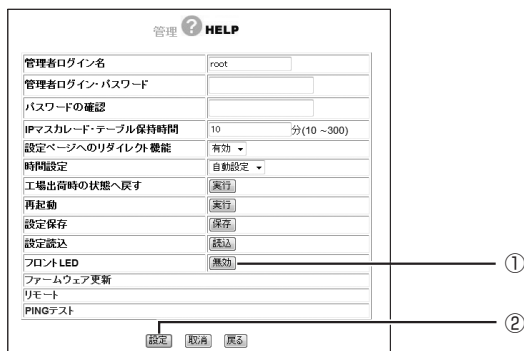 管理 ? HELP
管理者ログイン名 root
管理者ログイン・パスワード
パスワードの確認
IPマスカレード・テーブル保持時間 10 分(10 ~300)
設定ページへのリダイレクト機能 有効
時間設定 自動設定
工場出荷時の状態へ戻す 実行
再起動 実行
設定保存 保存
設定読込 読込
フロントLED 無効 ①
ファームウェア更新
リモート
PINGテスト
設定 取消 戻る ②